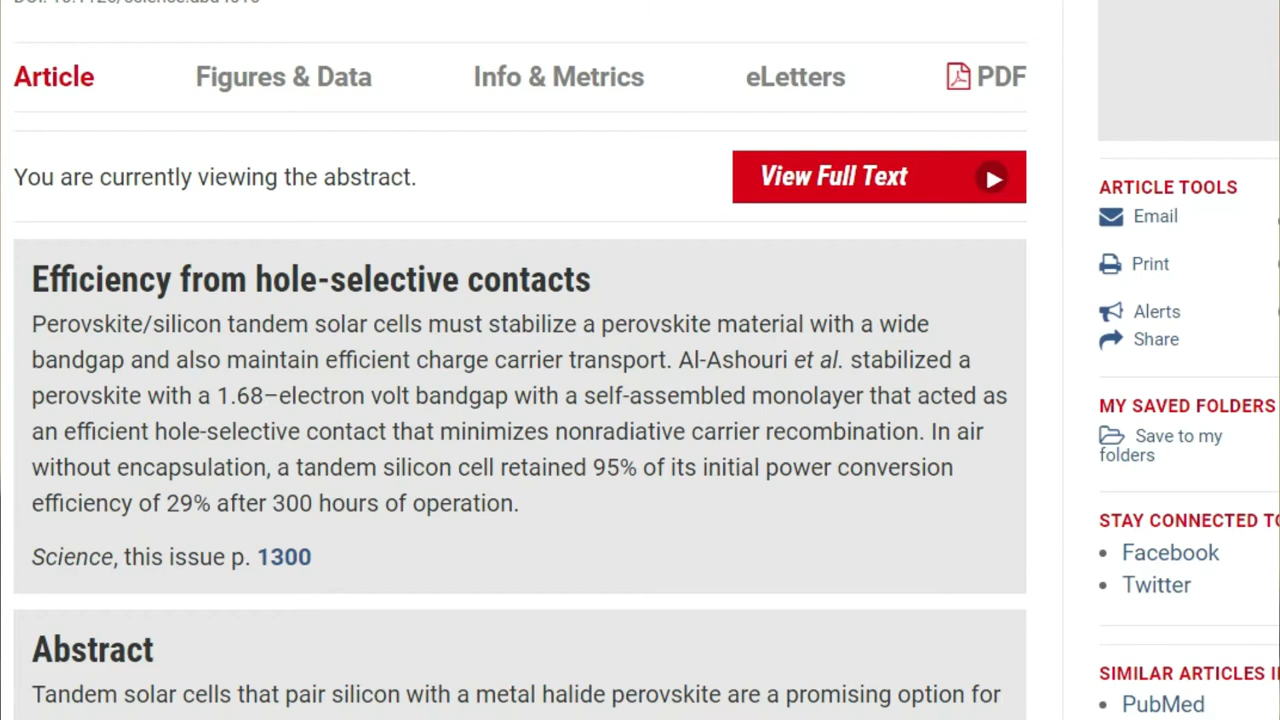 Article
Figures & Data
Info & Metrics
eLetters
PDF
You are currently viewing the abstract.
View Full Text
Efficiency from hole-selective contacts
Perovskite/silicon tandem solar cells must stabilize a perovskite material with a wide
bandgap and also maintain efficient charge carrier transport. Al-Ashouri et al. stabilized a
perovskite with a 1.68–electron volt bandgap with a self-assembled monolayer that acted as
an efficient hole-selective contact that minimizes nonradiative carrier recombination. In air
without encapsulation, a tandem silicon cell retained 95% of its initial power conversion
efficiency of 29% after 300 hours of operation.
Science, this issue p. 1300
Abstract
Tandem solar cells that pair silicon with a metal halide perovskite are a promising option for
ARTICLE TOOLS
Email
Print
Alerts
Share
MY SAVED FOLDERS
Save to my
folders
STAY CONNECTED
Facebook
Twitter
SIMILAR ARTICLES
PubMed